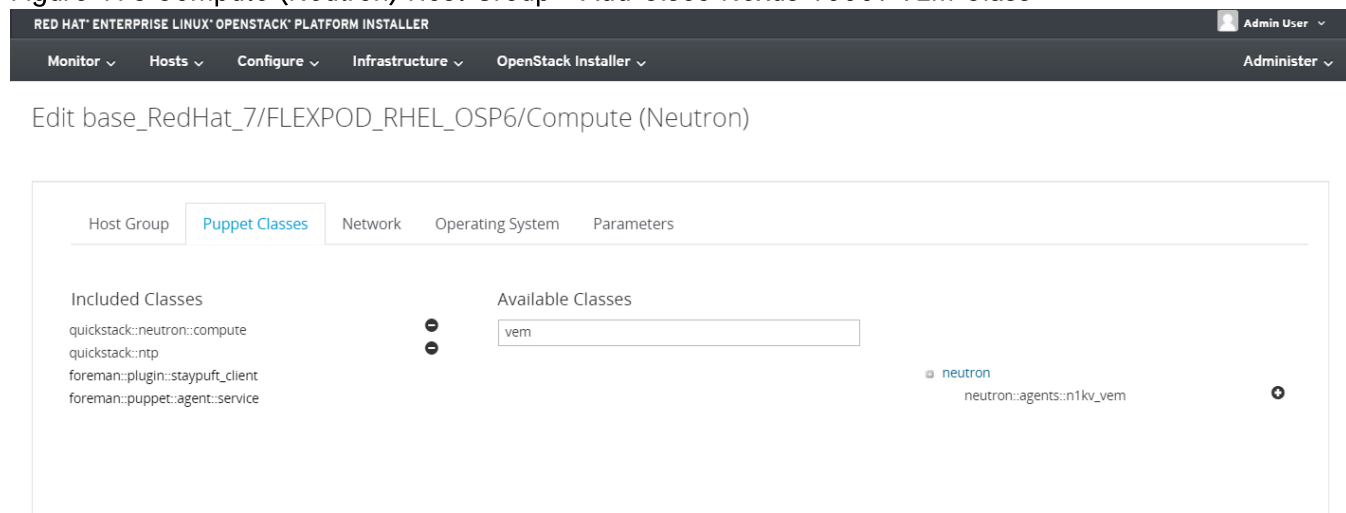 RED HAT® ENTERPRISE LINUX® OPENSTACK® PLATFORM INSTALLER
Admin User
Monitor
Hosts
Configure
Infrastructure
OpenStack Installer
Administer
Edit base_RedHat_7/FLEXPOD_RHEL_OSP6/Compute (Neutron)
Host Group
Puppet Classes
Network
Operating System
Parameters
Included Classes
quickstack::neutron::compute
quickstack::ntp
foreman::plugin::staypuft_client
foreman::puppet::agent::service
Available Classes
vem
neutron
neutron::agents::n1kv_vem